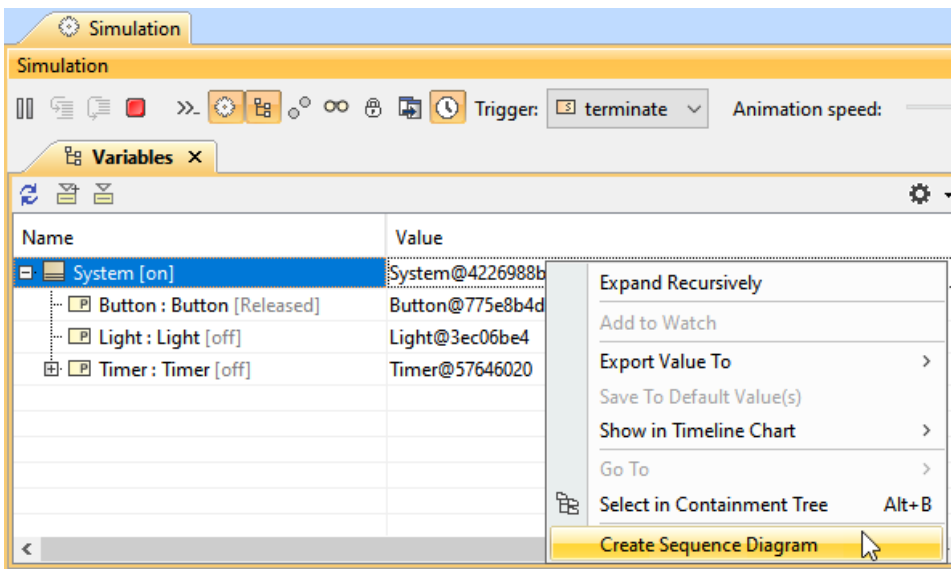 Simulation
Simulation
Trigger: terminate Animation speed:
Variables
Name Value
System [on] System@4226988b
Button : Button [Released] Button@775e8b4d
Light : Light [off] Light@3ec06be4
Timer : Timer [off] Timer@57646020
Expand Recursively
Add to Watch
Export Value To
Save To Default Value(s)
Show in Timeline Chart
Go To
Select in Containment Tree Alt+B
Create Sequence Diagram